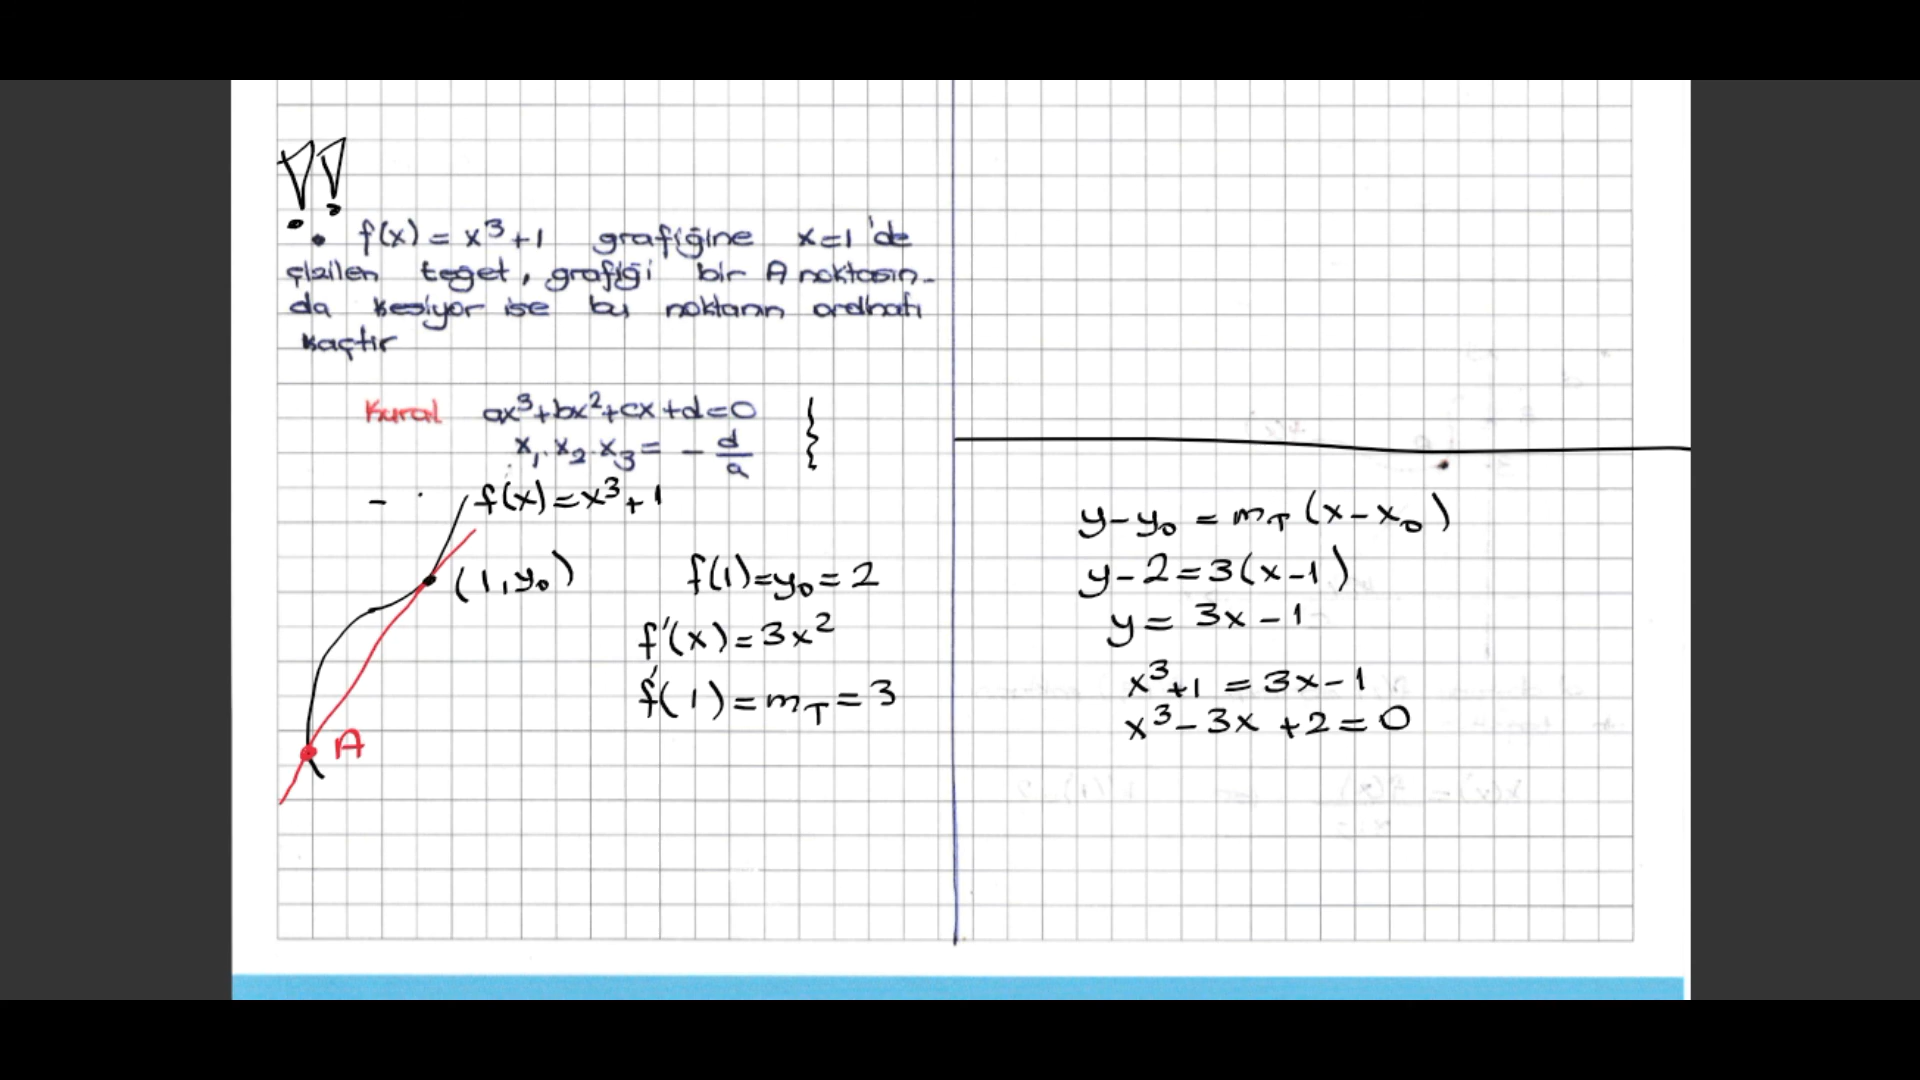 !!
• f(x) = x³+1 grafiğine x=1'de
çizilen teğet, grafiği bir A noktasın-
da kesiyor ise bu noktanın ordinatı
kaçtır
Kural ax³+bx²+cx+d=0
x₁.x₂.x₃ = - d/a
f(x)=x³+1
(1,y₀)
f(1)=y₀=2
f'(x)=3x²
f'(1)=m_T=3
A
y-y₀ = m_T (x-x₀)
y-2=3(x-1)
y= 3x-1
x³+1 =3x-1
x³-3x+2=0